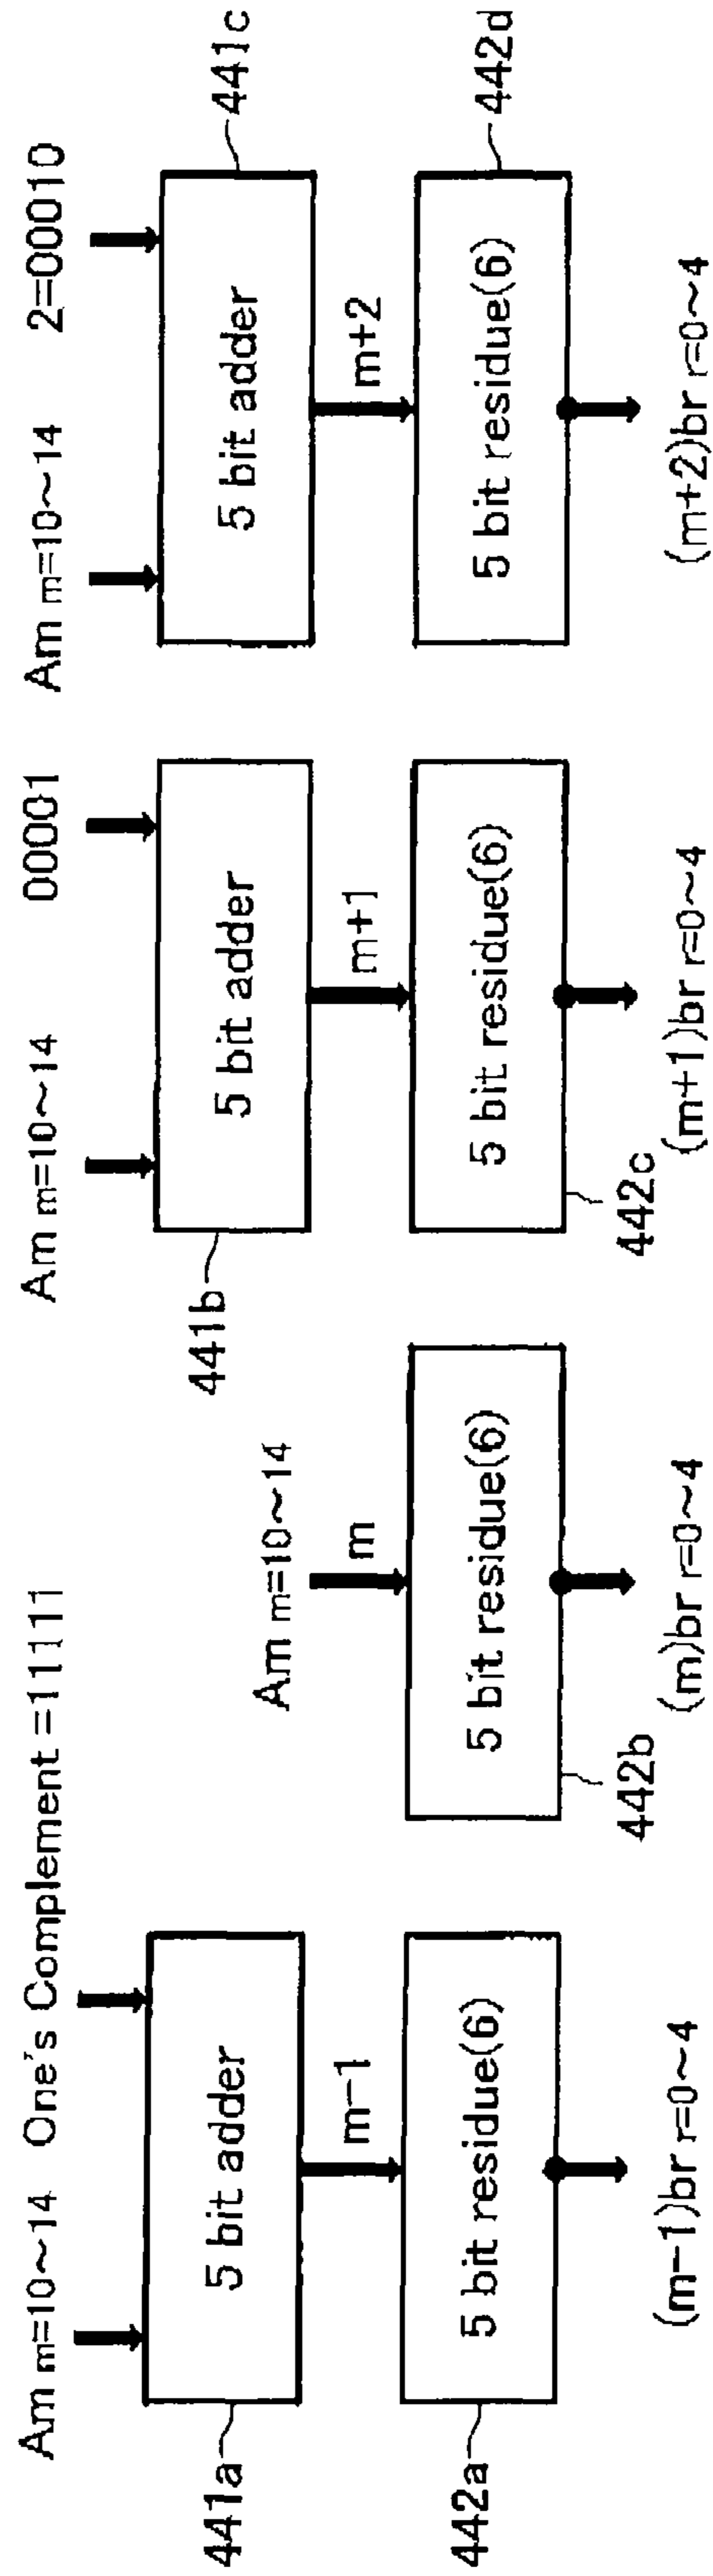 Am m=10~14 One's Complement =11111
441a
5 bit adder
m-1
442a
5 bit residue(6)
(m-1)br r=0~4
Am m=10~14
m
5 bit residue(6)
442b
(m)br r=0~4
Am m=10~14 00001
441b
5 bit adder
m+1
5 bit residue(6)
442c
(m+1)br r=0~4
Am m=10~14 2=00010
5 bit adder
441c
m+2
5 bit residue(6)
442d
(m+2)br r=0~4